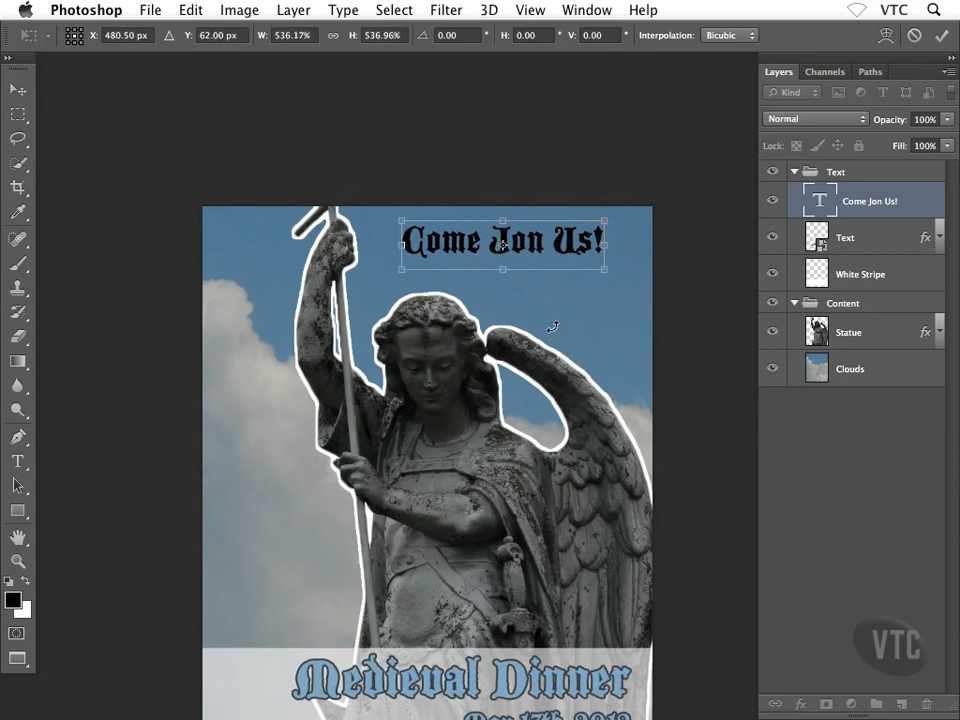 Photoshop File Edit Image Layer Type Select Filter 3D View Window Help VTC
X: 480.50 px Y: 62.00 px W: 536.17% H: 536.96% 0.00 ° H: 0.00 ° V: 0.00 ° Interpolation: Bicubic
Layers Channels Paths
Kind
Normal Opacity: 100%
Lock: Fill: 100%
Text
Come Jon Us!
Text fx
White Stripe
Content
Statue fx
Clouds
Come Jon Us!
Medieval Dinner
VTC